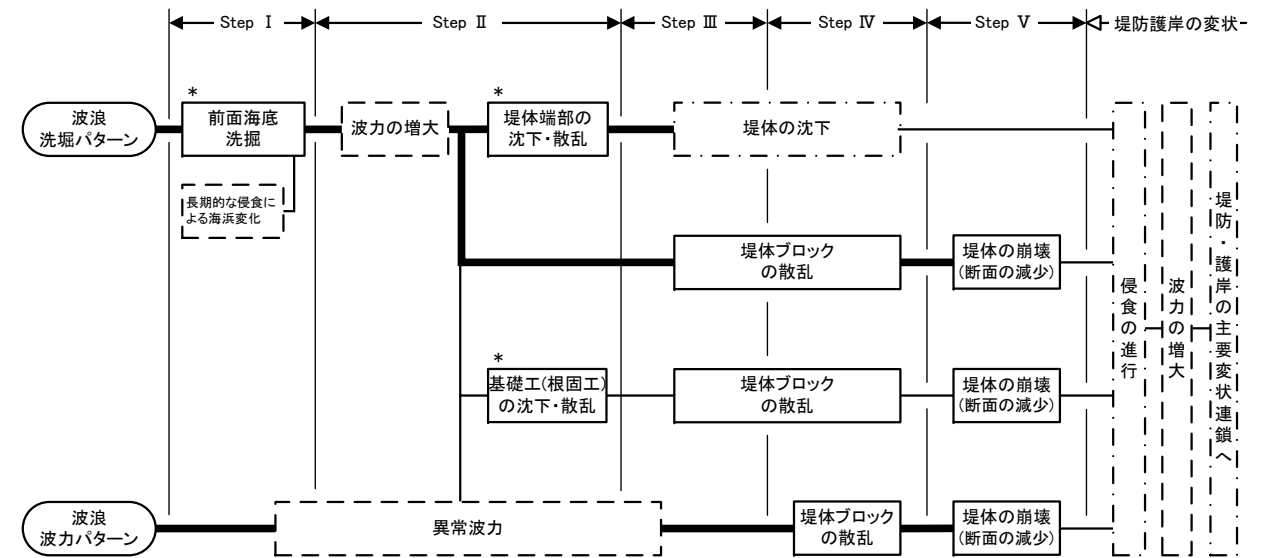 Step Ⅰ
Step Ⅱ
Step Ⅲ
Step Ⅳ
Step Ⅴ
堤防護岸の変状
波浪
洗掘パターン
*
前面海底
洗掘
長期的な侵食に
よる海浜変化
波力の増大
*
堤体端部の
沈下・散乱
堤体の沈下
堤体ブロック
の散乱
堤体の崩壊
(断面の減少)
*
基礎工(根固工)
の沈下・散乱
堤体ブロック
の散乱
堤体の崩壊
(断面の減少)
波浪
波力パターン
異常波力
堤体ブロック
の散乱
堤体の崩壊
(断面の減少)
侵食の進行
波力の増大
堤防・護岸の主要変状連鎖へ